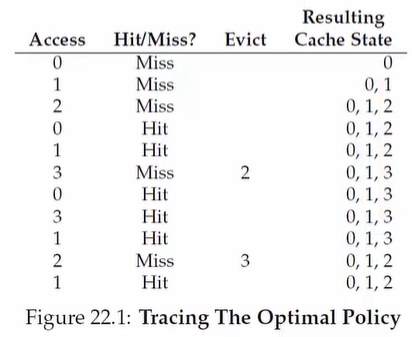 Resulting
Access Hit/Miss? Evict Cache State
0 Miss 0
1 Miss 0, 1
2 Miss 0, 1, 2
0 Hit 0, 1, 2
1 Hit 0, 1, 2
3 Miss 2 0, 1, 3
0 Hit 0, 1, 3
3 Hit 0, 1, 3
1 Hit 0, 1, 3
2 Miss 3 0, 1, 2
1 Hit 0, 1, 2
Figure 22.1: Tracing The Optimal Policy